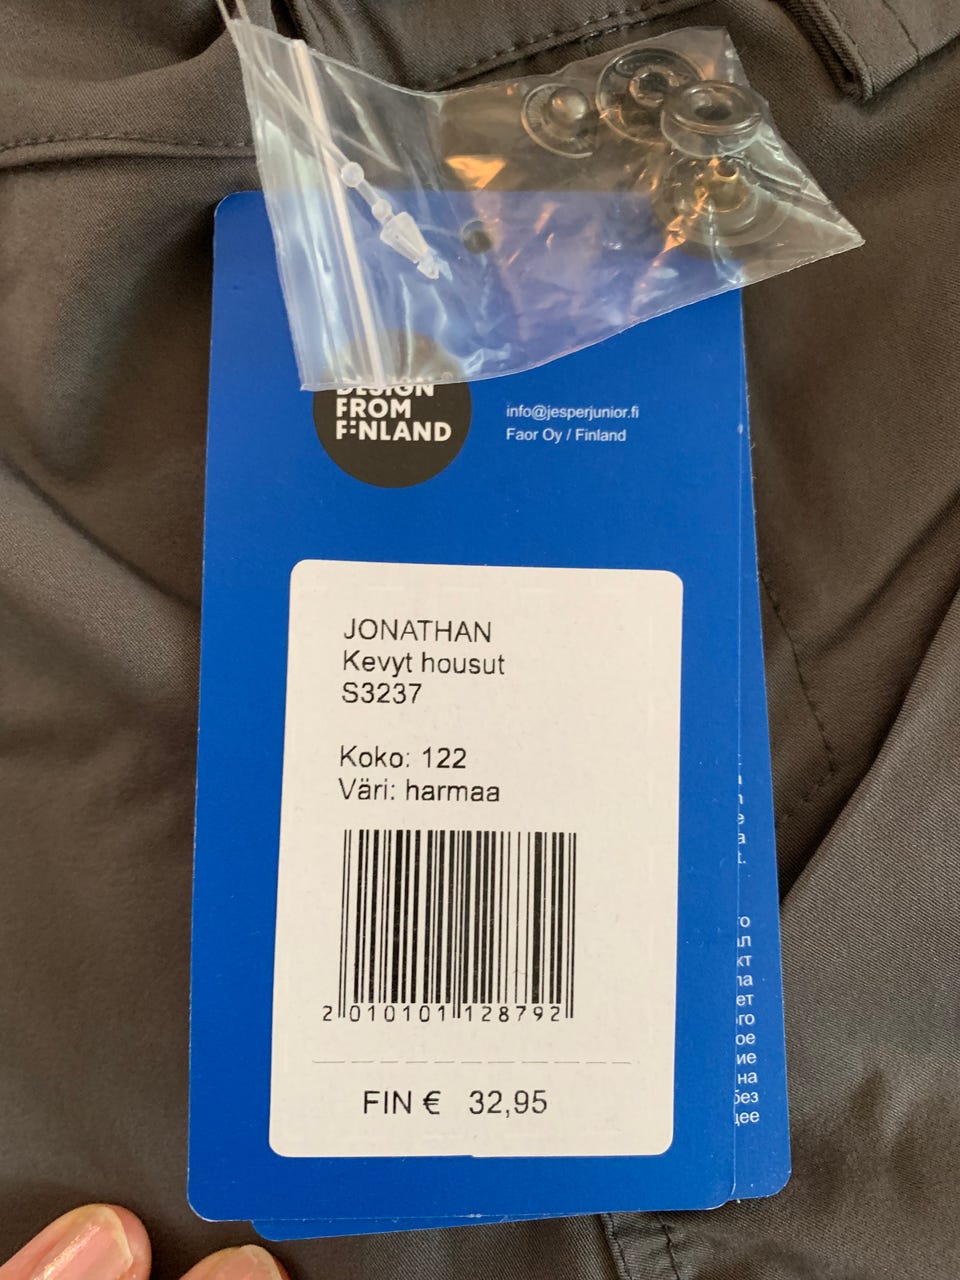 DESIGN
FROM
FINLAND
info@jesperjunior.fi
Faor Oy / Finland
JONATHAN
Kevyt housut
S3237
Koko: 122
Väri: harmaa
2 010101 128792
FIN € 32,95